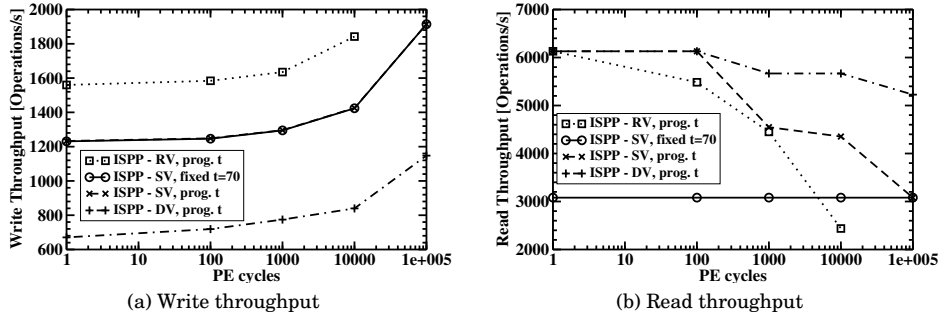 2000
1800
1600
1400
1200
1000
800
600
Write Throughput [Operations/s]
ISPP - RV, prog. t
ISPP - SV, fixed t=70
ISPP - SV, prog. t
ISPP - DV, prog. t
1 10 100 1000 10000 1e+005
PE cycles
(a) Write throughput
7000
6000
5000
4000
3000
2000
Read Throughput [Operations/s]
ISPP - RV, prog. t
ISPP - SV, fixed t=70
ISPP - SV, prog. t
ISPP - DV, prog. t
1 10 100 1000 10000 1e+005
PE cycles
(b) Read throughput